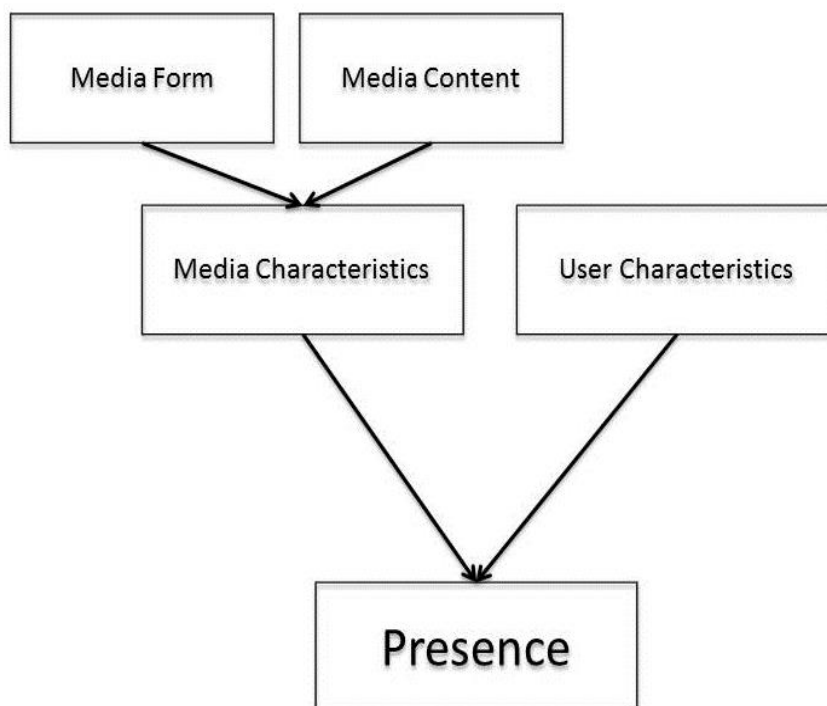 Media Form
Media Content
Media Characteristics
User Characteristics
Presence